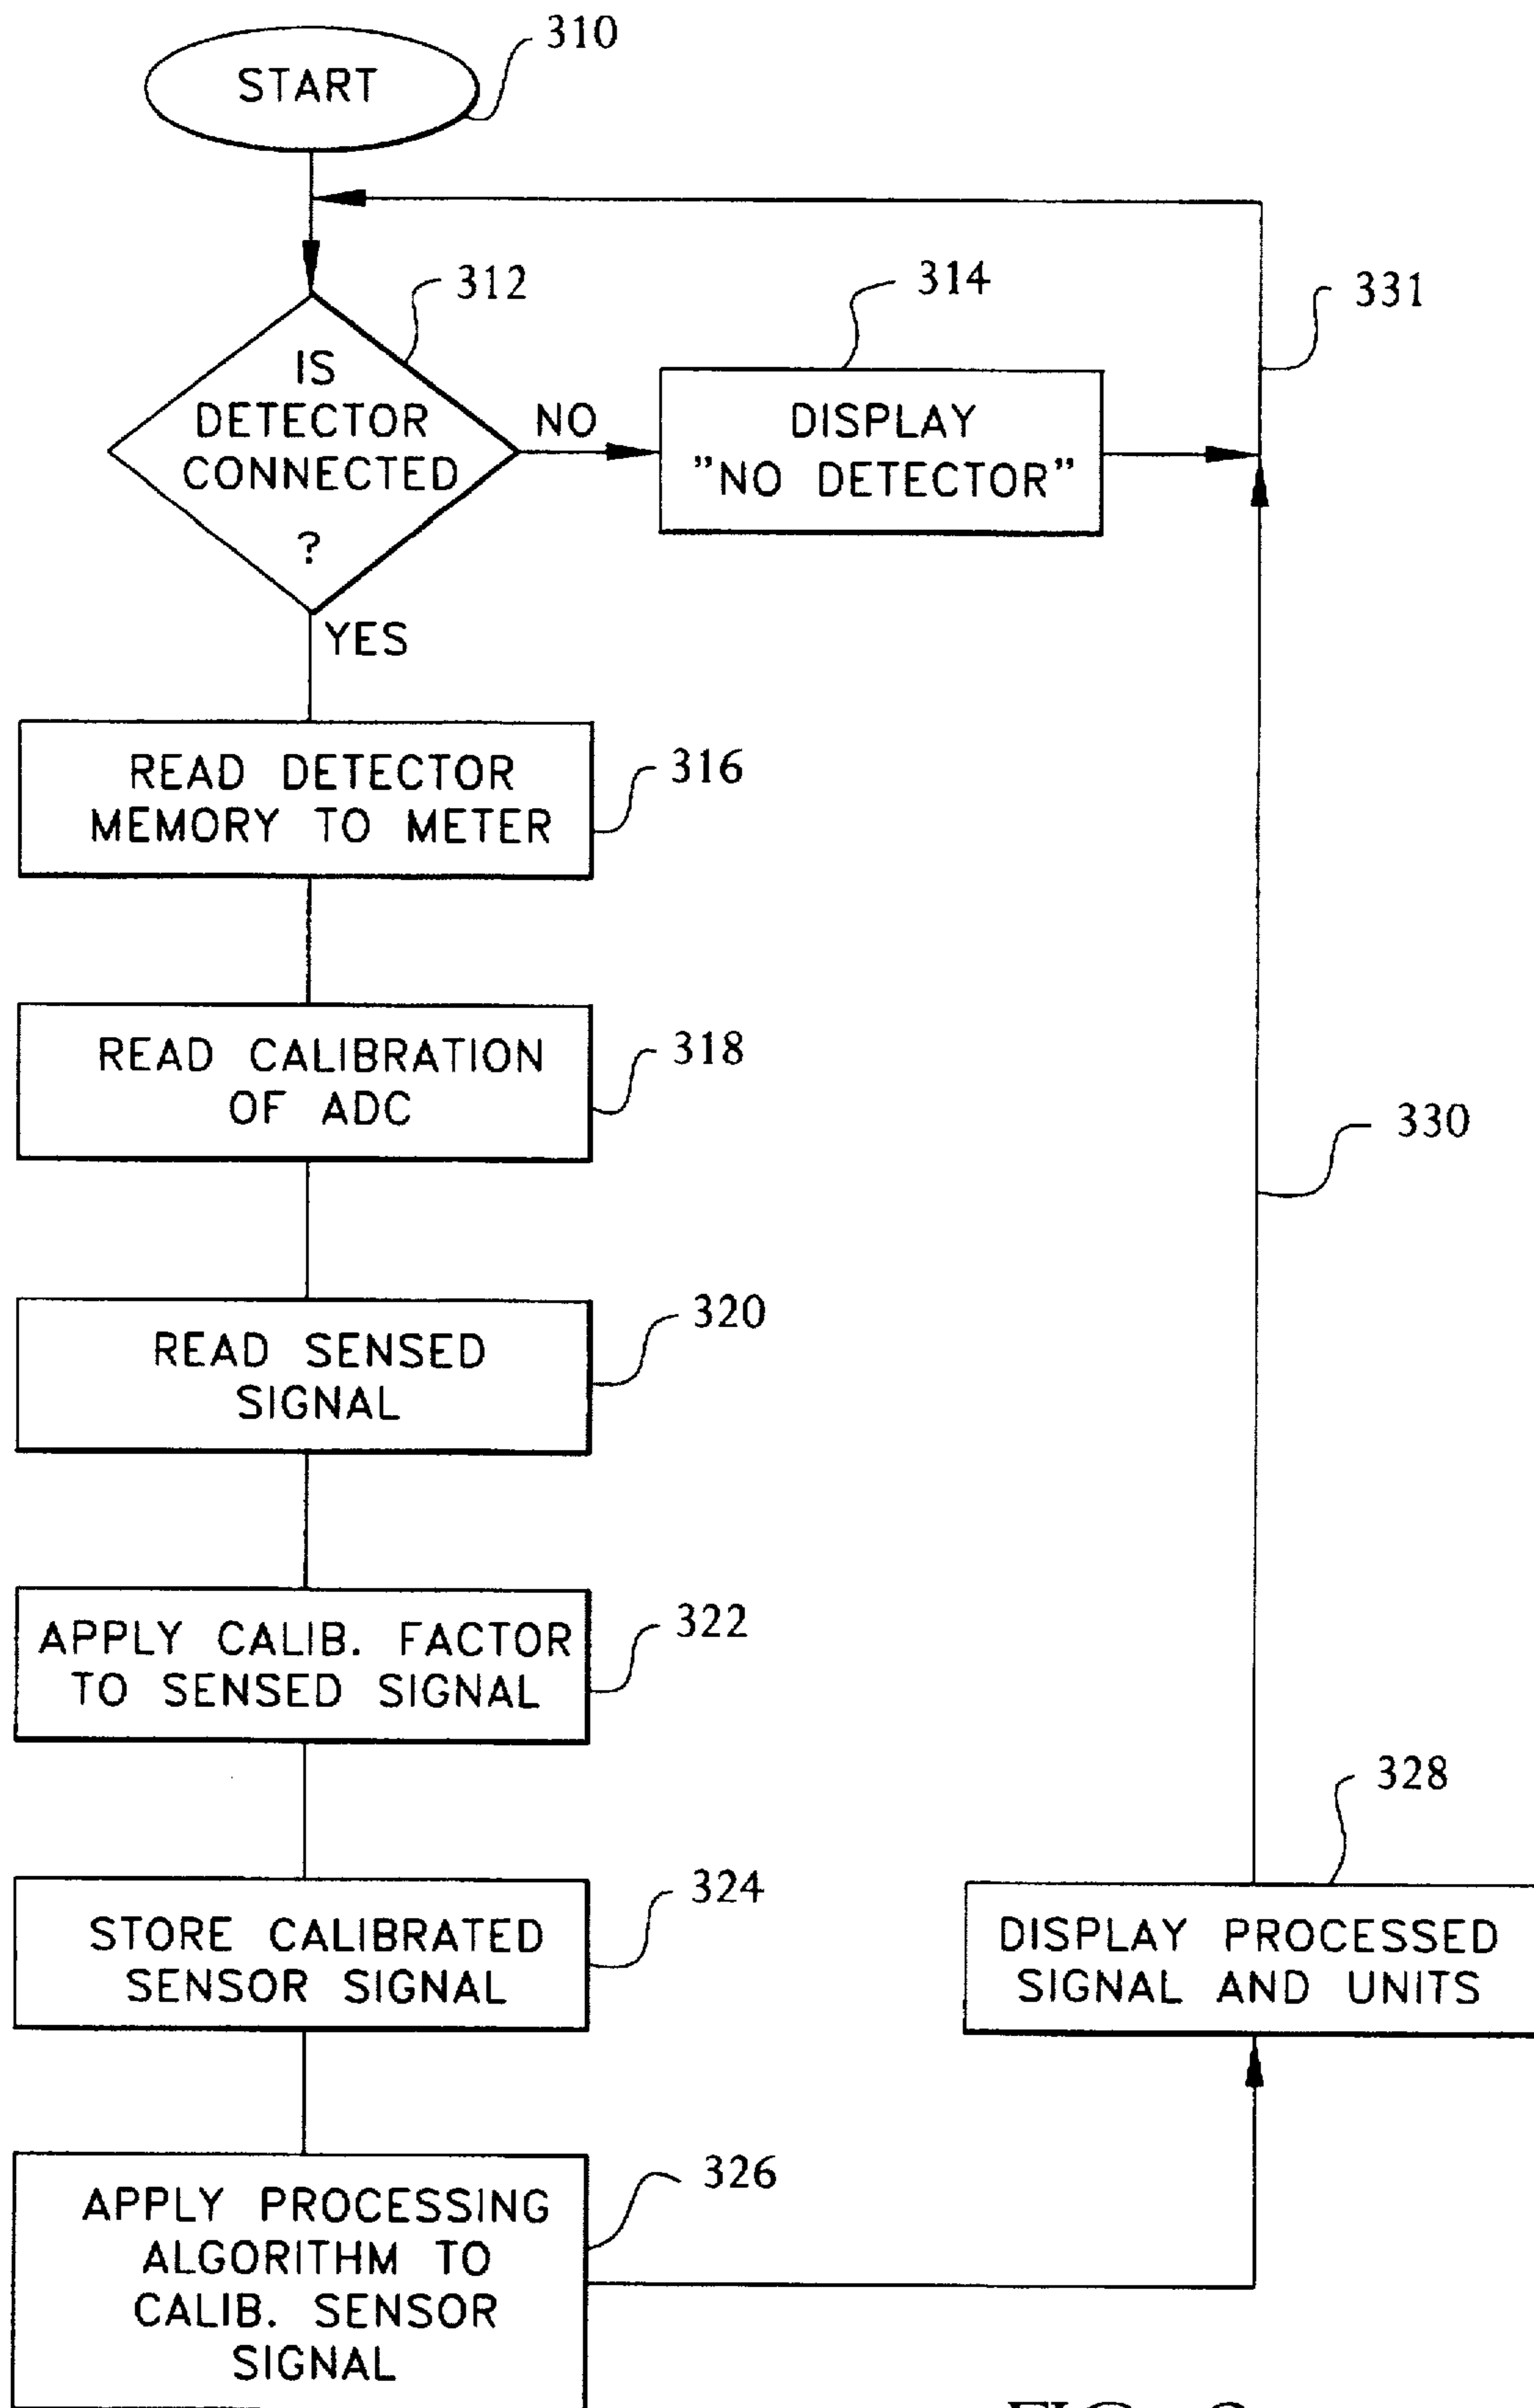 310
START
312
IS
DETECTOR
CONNECTED
?
NO
314
DISPLAY
”NO DETECTOR”
331
YES
READ DETECTOR
MEMORY TO METER
316
READ CALIBRATION
OF ADC
318
330
READ SENSED
SIGNAL
320
APPLY CALIB. FACTOR
TO SENSED SIGNAL
322
STORE CALIBRATED
SENSOR SIGNAL
324
328
DISPLAY PROCESSED
SIGNAL AND UNITS
APPLY PROCESSING
ALGORITHM TO
CALIB. SENSOR
SIGNAL
326